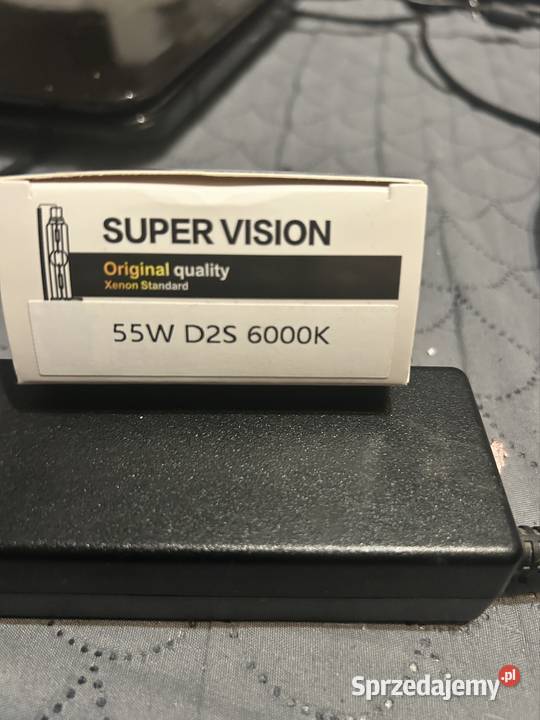 SUPER VISION
Original quality
Xenon Standard
55W D2S 6000K
Sprzedajemy.pl